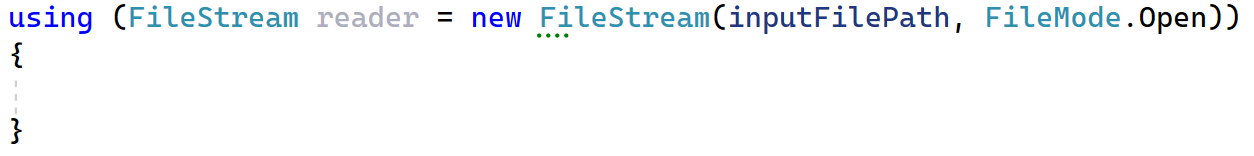 using (FileStream reader = new FileStream(inputFilePath, FileMode.Open))
{
}